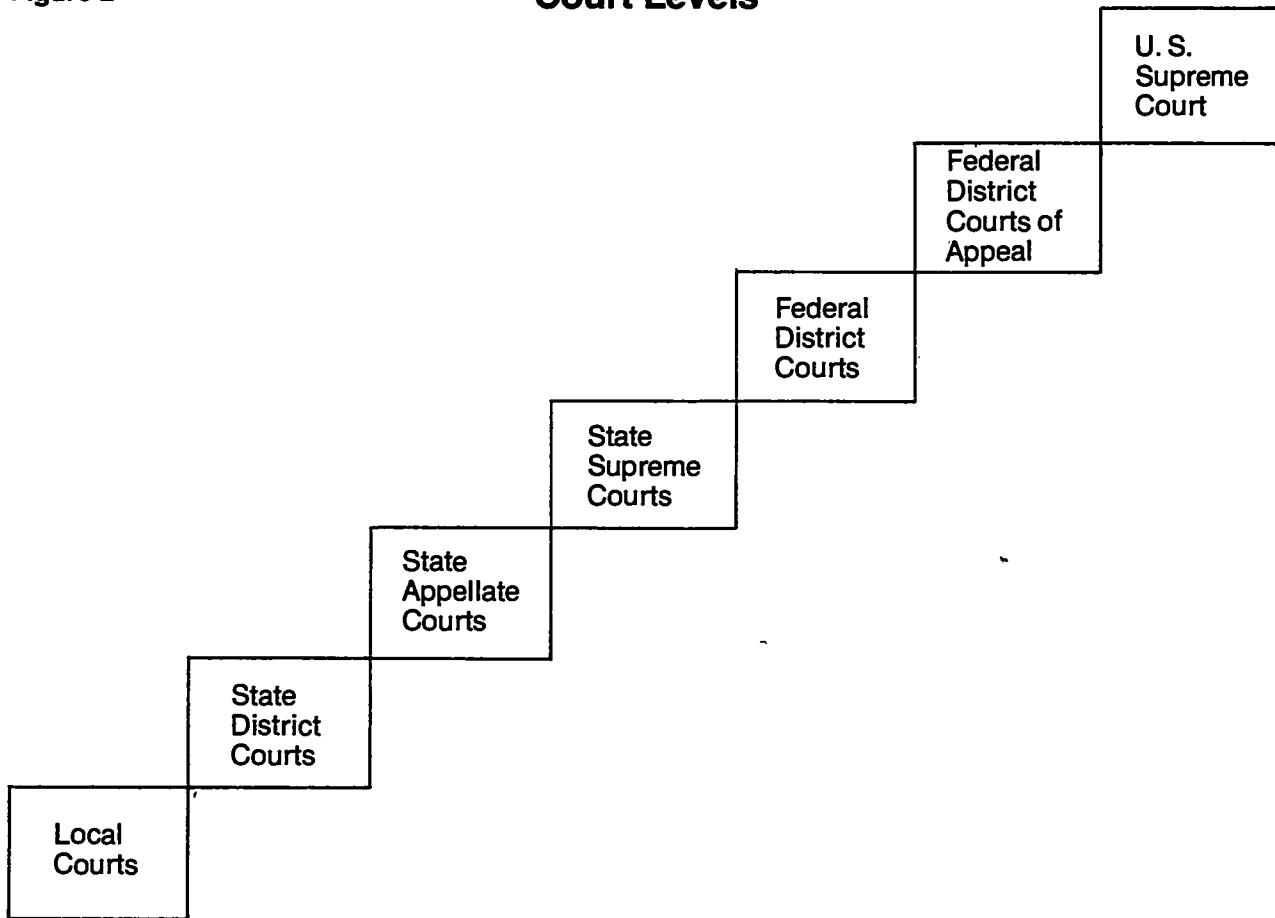 Court Levels
U. S.
Supreme
Court
Federal
District
Courts of
Appeal
Federal
District
Courts
State
Supreme
Courts
State
Appellate
Courts
State
District
Courts
Local
Courts